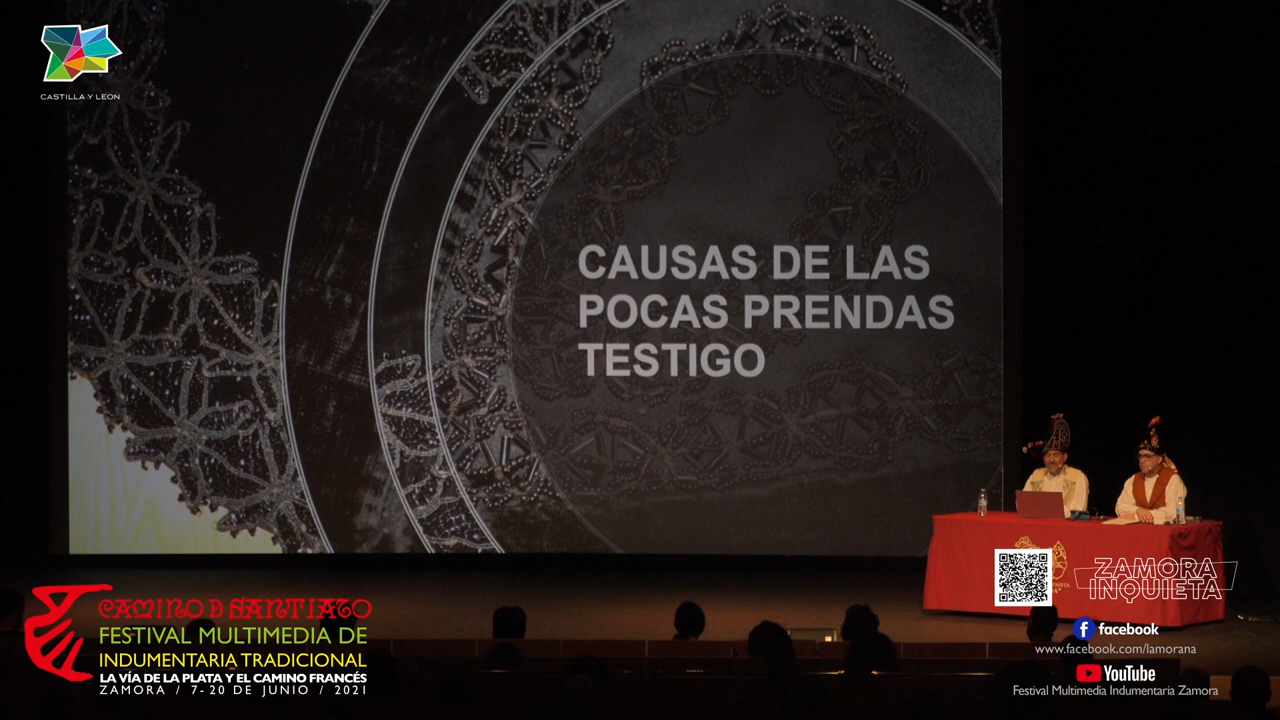 CASTILLA Y LEON
CAUSAS DE LAS
POCAS PRENDAS
TESTIGO
CAMINO D SANTIAGO
FESTIVAL MULTIMEDIA DE
INDUMENTARIA TRADICIONAL
LA VÍA DE LA PLATA Y EL CAMINO FRANCÉS
ZAMORA / 7-20 DE JUNIO / 2021
ZAMORA
INQUIETA
facebook
www.facebook.com/lamorana
YouTube
Festival Multimedia Indumentaria Zamora